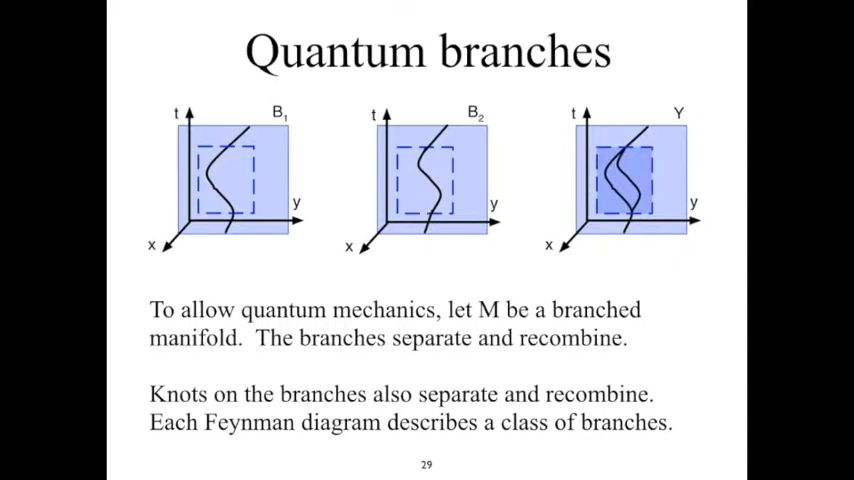 Quantum branches
t B1
y
x
t B2
y
x
t Y
y
x
To allow quantum mechanics, let M be a branched
manifold. The branches separate and recombine.
Knots on the branches also separate and recombine.
Each Feynman diagram describes a class of branches.
29